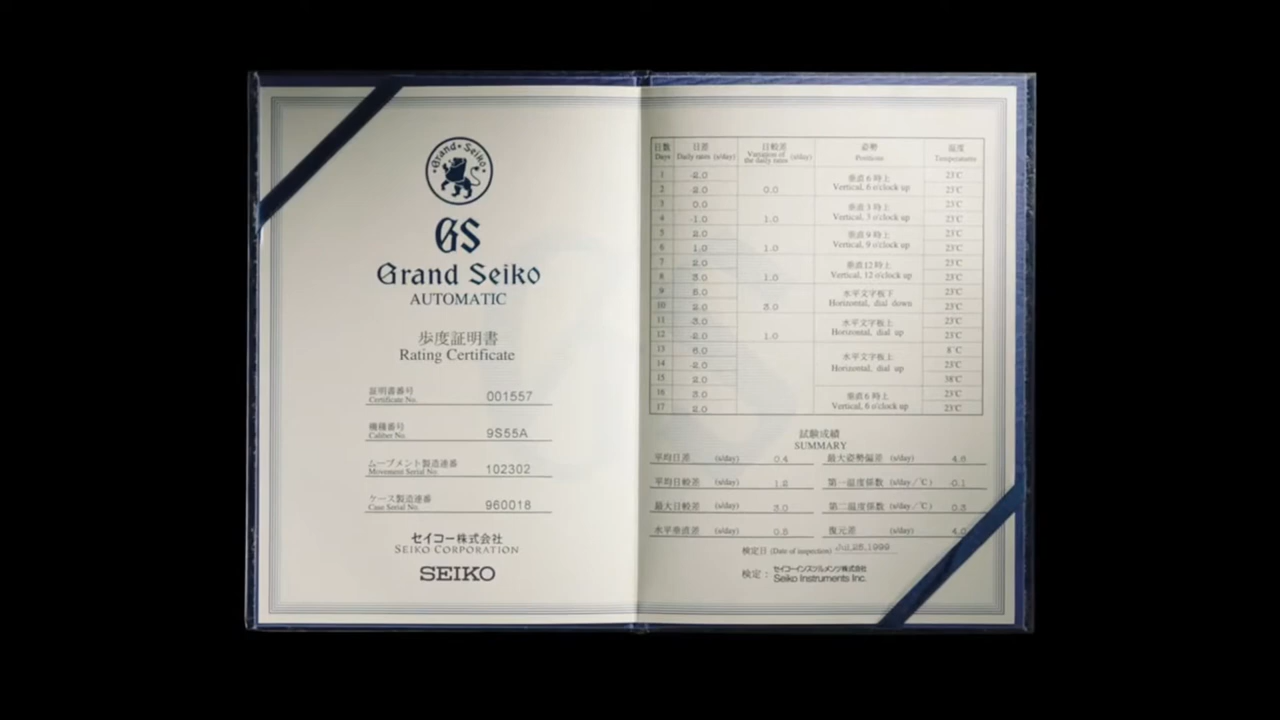 Grand Seiko
GS
Grand Seiko
AUTOMATIC
歩度証明書
Rating Certificate
証明書番号
Certificate No. 001557
機種番号
Caliber No. 9S55A
ムーブメント製造連番
Movement Serial No. 102302
ケース製造連番
Case Serial No. 960018
セイコー株式会社
SEIKO CORPORATION
SEIKO
日数 日差 日較差 姿勢 温度
Days Daily rates (s/day) Variation of the daily rates (s/day) Positions Temperatures
1 -2.0 垂直6時上 23℃
2 -2.0 0.0 Vertical, 6 o'clock up 23℃
3 0.0 垂直3時上 23℃
4 -1.0 1.0 Vertical, 3 o'clock up 23℃
5 2.0 垂直9時上 23℃
6 1.0 1.0 Vertical, 9 o'clock up 23℃
7 2.0 垂直12時上 23℃
8 3.0 1.0 Vertical, 12 o'clock up 23℃
9 5.0 水平文字板下 23℃
10 2.0 3.0 Horizontal, dial down 23℃
11 -3.0 水平文字板上 23℃
12 -2.0 1.0 Horizontal, dial up 23℃
13 6.0 水平文字板上 8℃
14 -2.0 Horizontal, dial up 23℃
15 2.0 38℃
16 3.0 垂直6時上 23℃
17 2.0 Vertical, 6 o'clock up 23℃
試験成績
SUMMARY
平均日差 (s/day) 0.4 最大姿勢偏差 (s/day) 4.6
平均日較差 (s/day) 1.2 第一温度係数 (s/day/℃) -0.1
最大日較差 (s/day) 3.0 第二温度係数 (s/day/℃)
水平垂直差 (s/day) 復元差 (s/day) 4.0
検定日 (Date of inspection) 1999
検定: セイコーインスツルメンツ株式会社
Seiko Instruments Inc.